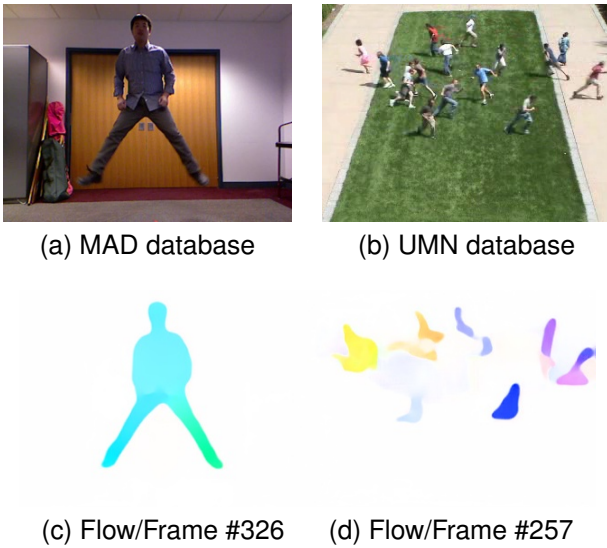 (a) MAD database
(b) UMN database
(c) Flow/Frame #326
(d) Flow/Frame #257